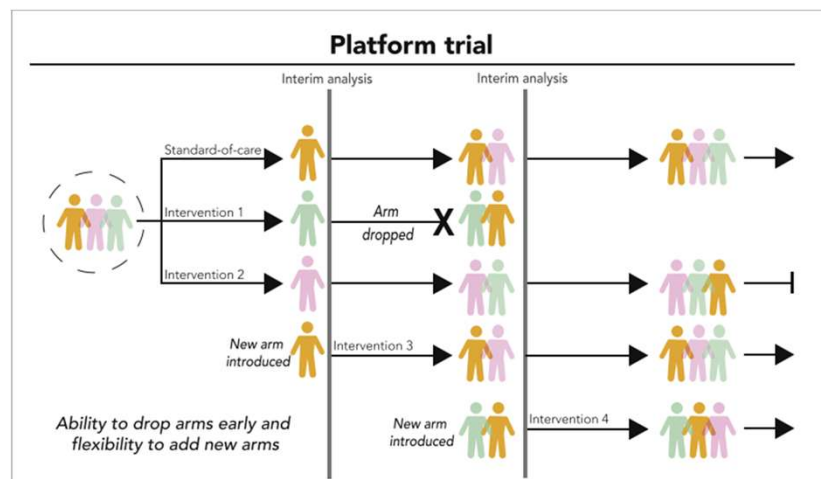 Platform trial
Interim analysis
Interim analysis
Standard-of-care
Intervention 1
Arm
dropped
X
Intervention 2
New arm
introduced
Intervention 3
New arm
introduced
Intervention 4
Ability to drop arms early and
flexibility to add new arms